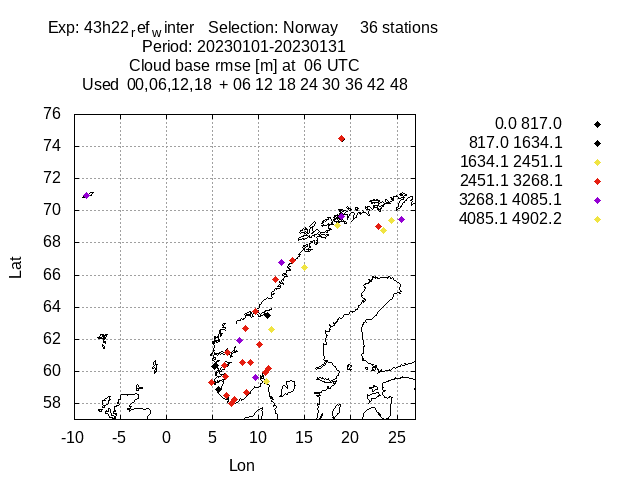 Exp: 43h22ref_winter   Selection: Norway     36 stations
Period: 20230101-20230131
Cloud base rmse [m] at  06 UTC
Used  00,06,12,18  + 06 12 18 24 30 36 42 48
0.0 817.0
817.0 1634.1
1634.1 2451.1
2451.1 3268.1
3268.1 4085.1
4085.1 4902.2
76
74
72
70
68
66
64
62
60
58
Lat
-10 -5 0 5 10 15 20 25
Lon